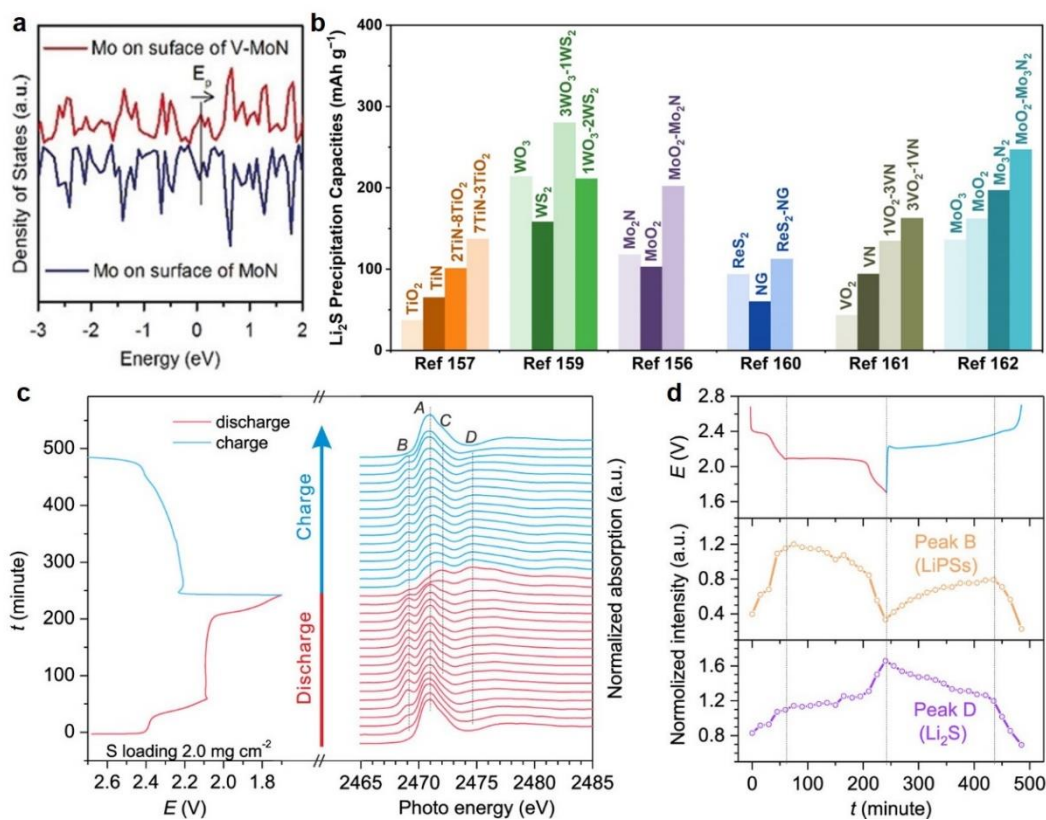 a
Mo on suface of V-MoN
E_p
Mo on surface of MoN
Density of States (a.u.)
-3 -2 -1 0 1 2
Energy (eV)
b
Li₂S Precipitation Capacities (mAh g⁻¹)
400
300
200
100
0
TiO₂
TiN
2TiN-8TiO₂
7TiN-3TiO₂
WO₃
WS₂
3WO₃-1WS₂
1WO₃-2WS₂
Mo₂N
MoO₂
MoO₂-Mo₂N
ReS₂
NG
ReS₂-NG
VO₂
VN
1VO₂-3VN
3VO₂-1VN
MoO₃
MoO₂
Mo₃N₂
MoO₂-Mo₃N₂
Ref 157 Ref 159 Ref 156 Ref 160 Ref 161 Ref 162
c
discharge
charge
t (minute)
500
400
300
200
100
0
S loading 2.0 mg cm⁻²
2.6 2.4 2.2 2.0 1.8
E (V)
Charge
Discharge
A
B
C
D
Normalized absorption (a.u.)
2465 2470 2475 2480 2485
Photo energy (eV)
d
E (V)
2.8
2.4
2.0
1.6
Normolized intensity (a.u.)
1.2
0.8
0.4
Peak B
(LiPSs)
1.6
1.2
0.8
Peak D
(Li₂S)
0 100 200 300 400 500
t (minute)